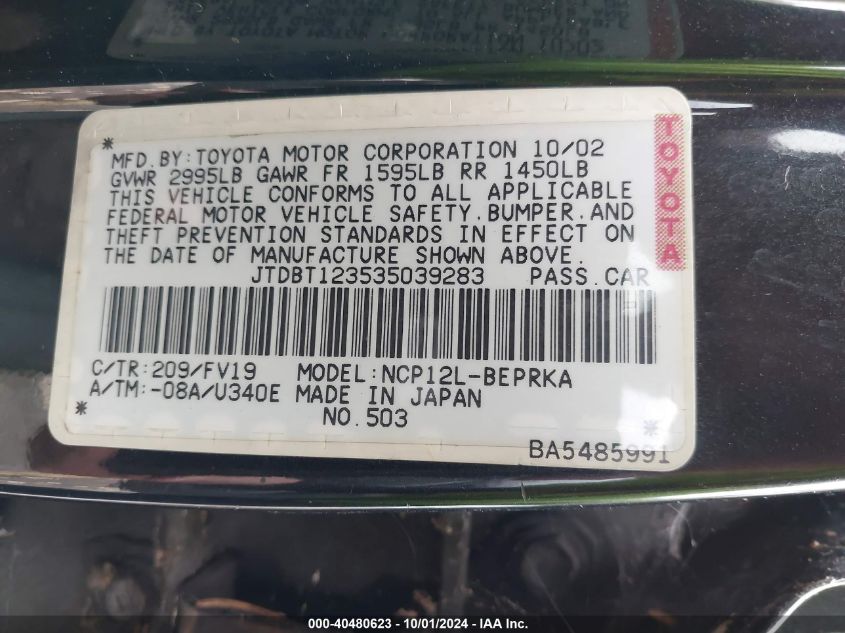 MFD.BY:TOYOTA MOTOR CORPORATION 10/02
GVWR 2995LB GAWR FR 1595LB RR 1450LB
THIS VEHICLE CONFORMS TO ALL APPLICABLE
FEDERAL MOTOR VEHICLE SAFETY.BUMPER.AND
THEFT PREVENTION STANDARDS IN EFFECT ON
THE DATE OF MANUFACTURE SHOWN ABOVE.
JTDBT123535039283 PASS.CAR
TOYOTA
C/TR:209/FV19 MODEL:NCP12L-BEPRKA
A/TM:-08A/U340E MADE IN JAPAN
NO.503
BA5485991
000-40480623 - 10/01/2024 - IAA Inc.